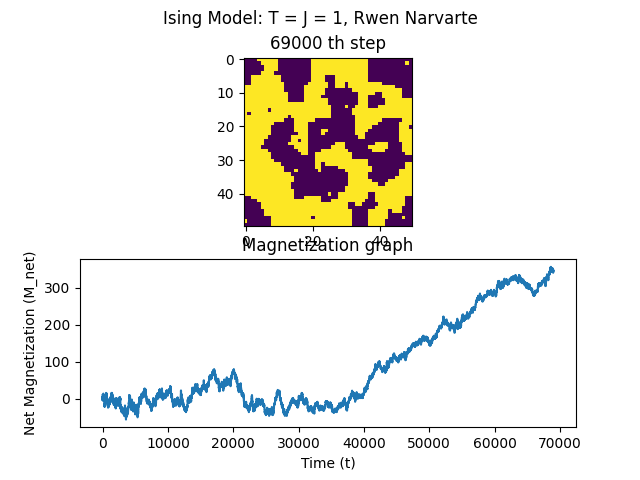 Ising Model: T = J = 1, Rwen Narvarte
69000 th step
0
10
20
30
40
0 20 40
Magnetization graph
Net Magnetization (M_net)
300
200
100
0
0 10000 20000 30000 40000 50000 60000 70000
Time (t)